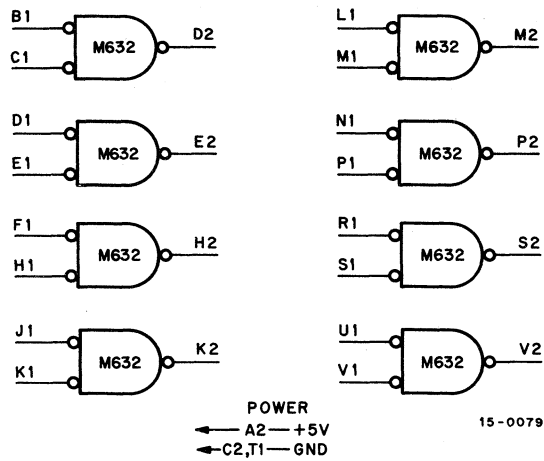 B1 D2
M632
C1
L1 M2
M632
M1
D1
M632 E2
E1
N1
M632 P2
P1
F1
M632 H2
H1
R1
M632 S2
S1
J1
M632 K2
K1
U1
M632 V2
V1
POWER
A2 +5V
C2,T1 GND
15-0079